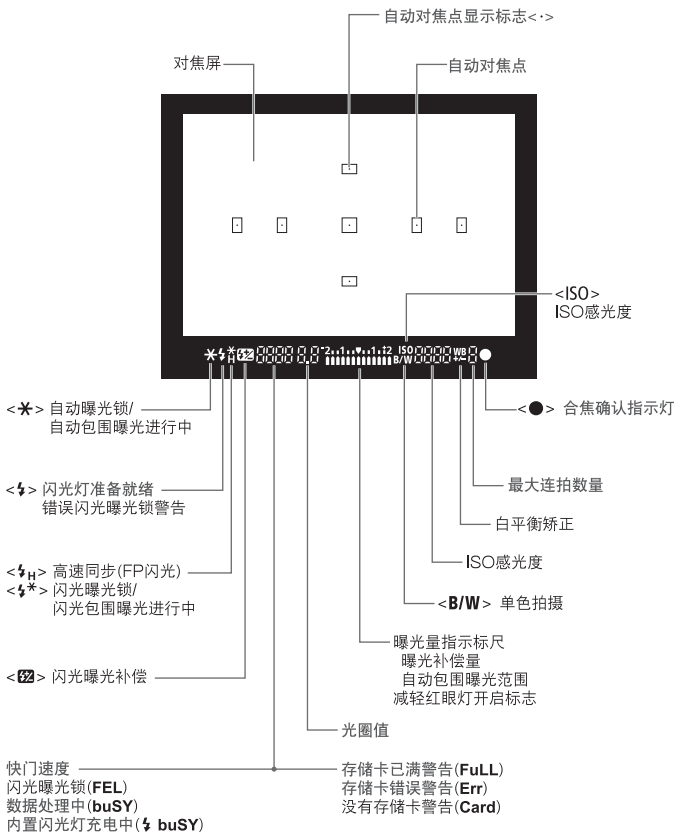 自动对焦点显示标志<·>
对焦屏
自动对焦点
<ISO>
ISO感光度
-2..1..▼..1.+2 ISO WB
B/W +/-
<✱> 自动曝光锁/
自动包围曝光进行中
<●> 合焦确认指示灯
<⚡> 闪光灯准备就绪
错误闪光曝光锁警告
最大连拍数量
白平衡矫正
ISO感光度
<⚡H> 高速同步(FP闪光)
<⚡*> 闪光曝光锁/
闪光包围曝光进行中
<B/W> 单色拍摄
曝光量指示标尺
曝光补偿量
自动包围曝光范围
减轻红眼灯开启标志
<⚡±> 闪光曝光补偿
光圈值
快门速度
闪光曝光锁(FEL)
数据处理中(buSY)
内置闪光灯充电中(⚡ buSY)
存储卡已满警告(FuLL)
存储卡错误警告(Err)
没有存储卡警告(Card)